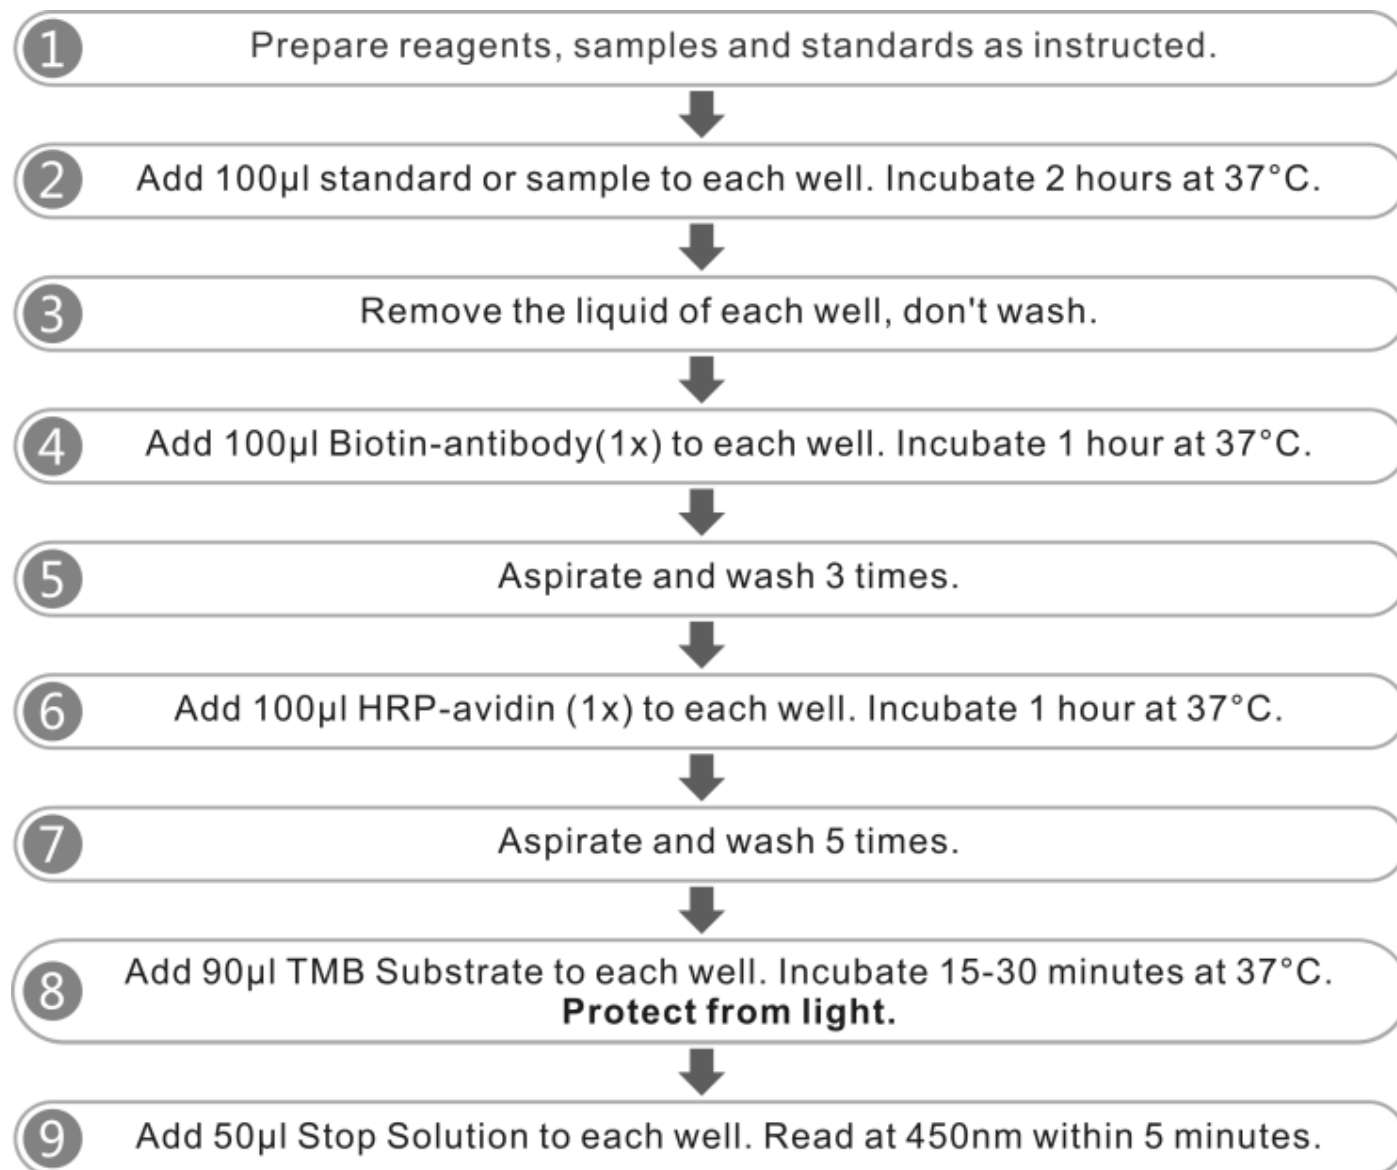 1 Prepare reagents, samples and standards as instructed.
2 Add 100µl standard or sample to each well. Incubate 2 hours at 37°C.
3 Remove the liquid of each well, don't wash.
4 Add 100µl Biotin-antibody(1x) to each well. Incubate 1 hour at 37°C.
5 Aspirate and wash 3 times.
6 Add 100µl HRP-avidin (1x) to each well. Incubate 1 hour at 37°C.
7 Aspirate and wash 5 times.
8 Add 90µl TMB Substrate to each well. Incubate 15-30 minutes at 37°C.
Protect from light.
9 Add 50µl Stop Solution to each well. Read at 450nm within 5 minutes.